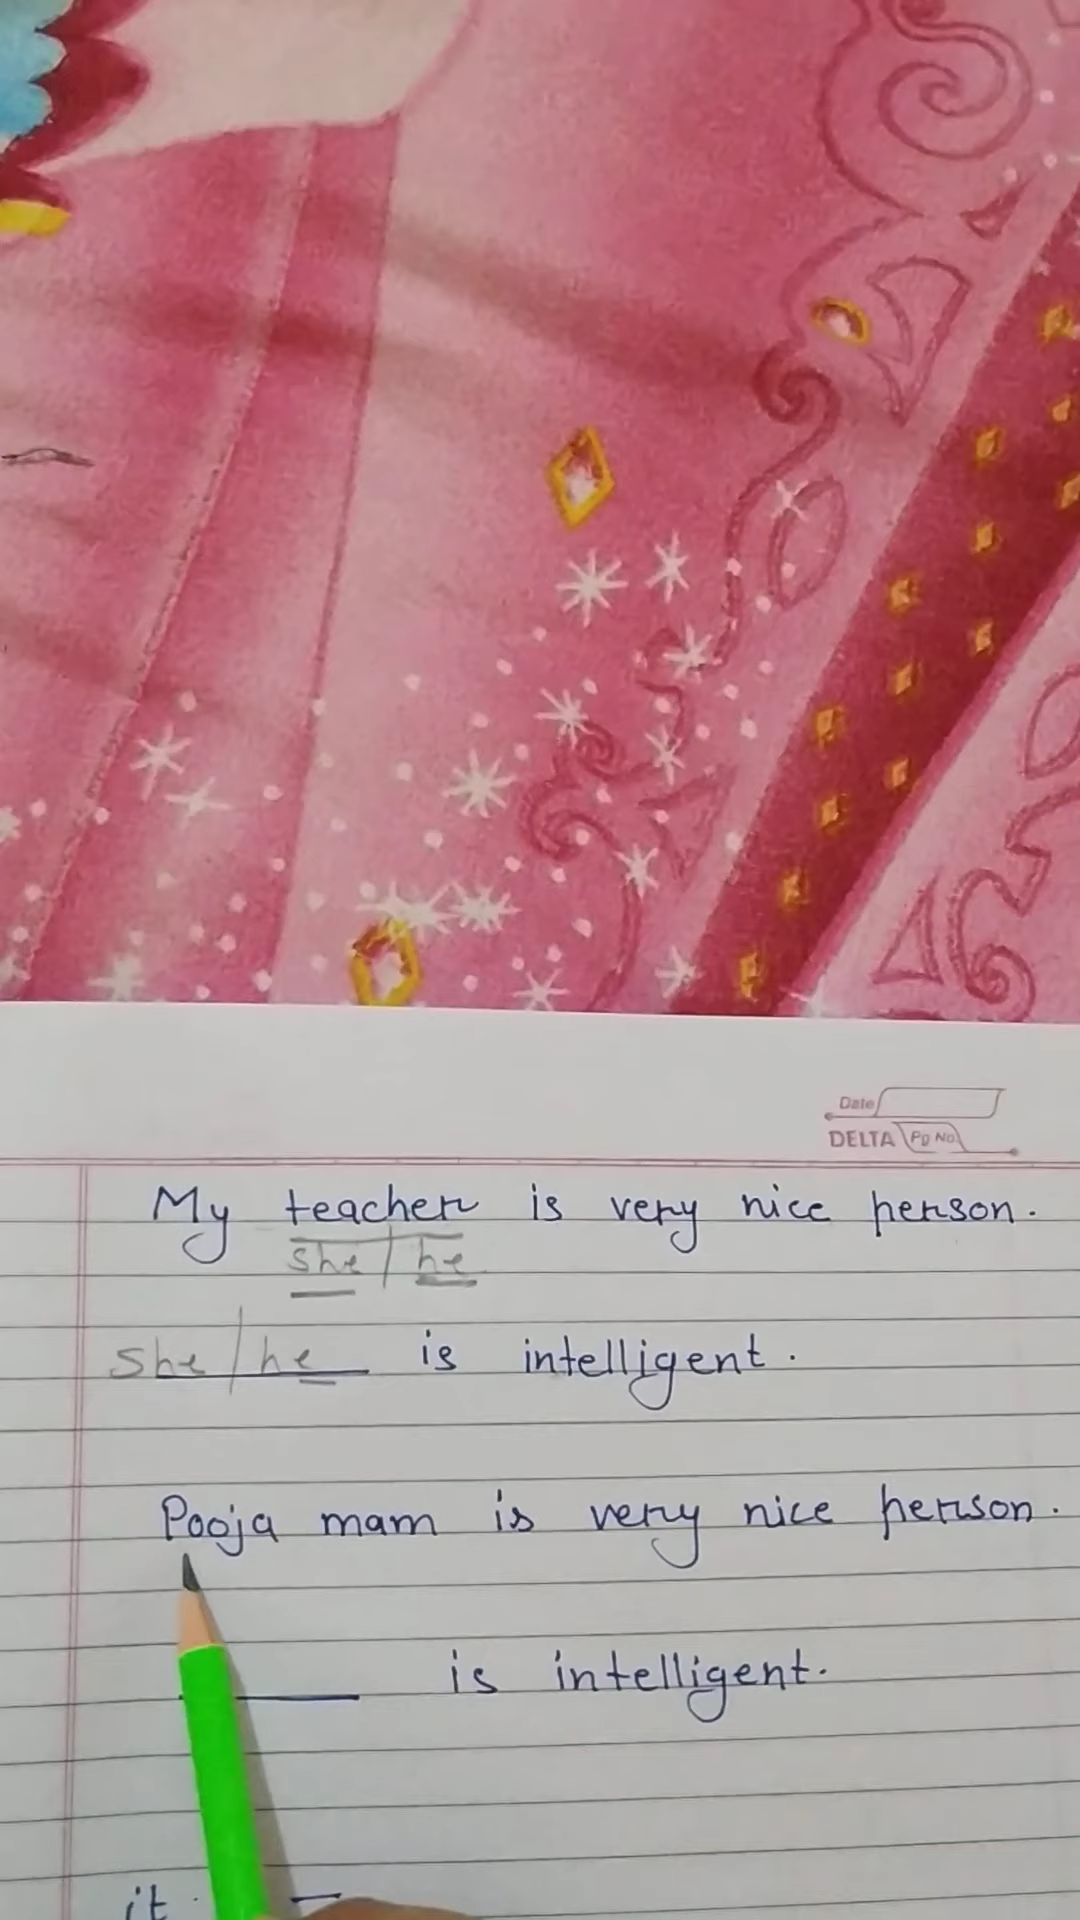 Date
DELTA Pg No.
My teacher is very nice person.
she / he
she / he is intelligent.
Pooja mam is very nice person.
is intelligent.
it